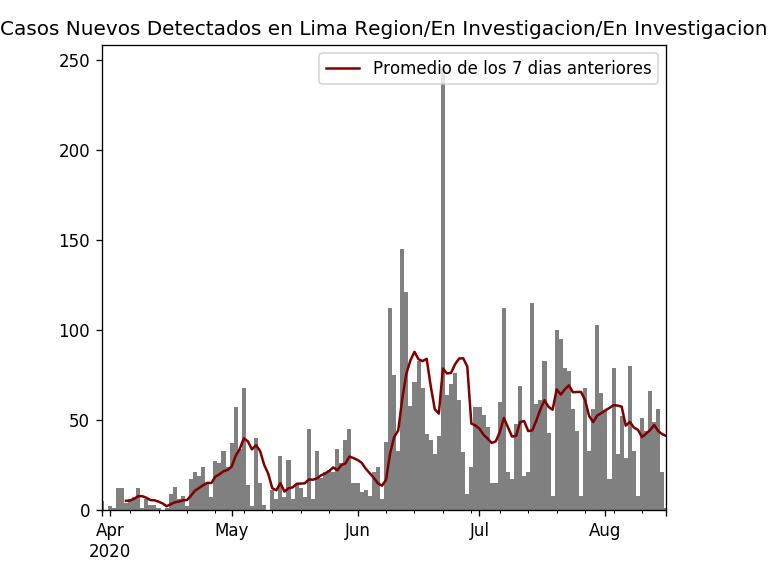 Casos Nuevos Detectados en Lima Region/En Investigacion/En Investigacion
Promedio de los 7 dias anteriores
250
200
150
100
50
0
Apr May Jun Jul Aug
2020